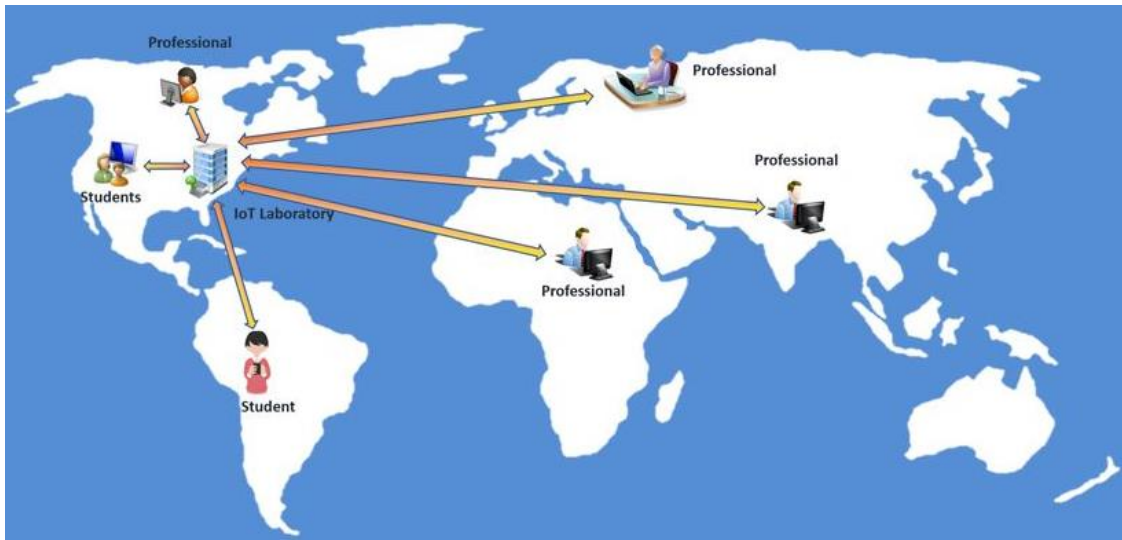 Professional
Professional
Professional
Students
IoT Laboratory
Professional
Student